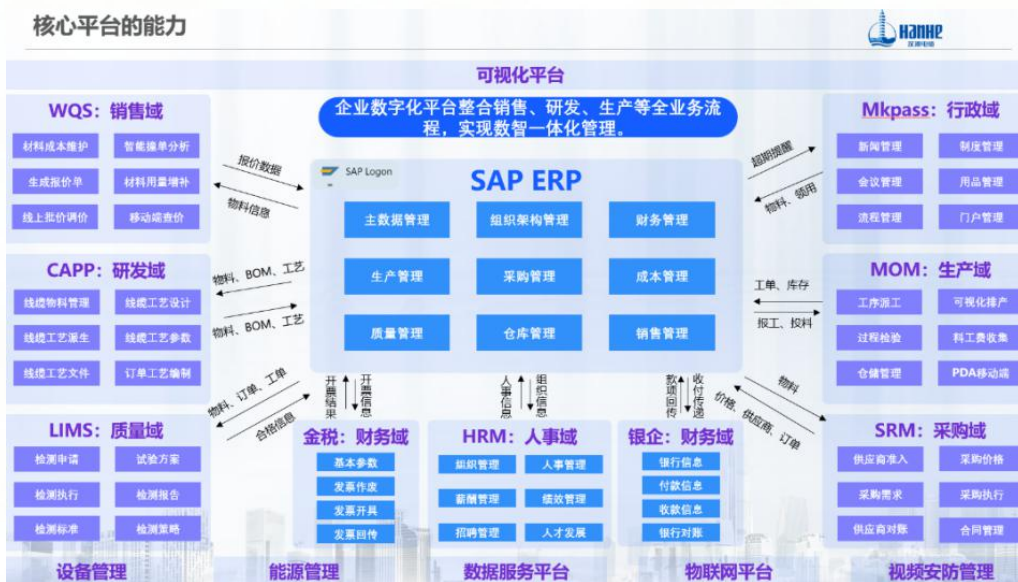 核心平台的能力
HANHE
汉缆电缆
可视化平台
企业数字化平台整合销售、研发、生产等全业务流
程，实现数智一体化管理。
WQS：销售域
材料成本维护
智能接单分析
生成报价单
材料用量增补
线上批价调价
移动端查价
报价数据
物料信息
CAPP：研发域
线缆物料管理
线缆工艺设计
线缆工艺派生
线缆工艺参数
线缆工艺文件
订单工艺编制
物料、BOM、工艺
物料、BOM、工艺
LIMS：质量域
检测申请
试验方案
检测执行
检测报告
检测标准
检测策略
物料、订单、工单
合格信息
SAP Logon
SAP ERP
主数据管理
组织架构管理
财务管理
生产管理
采购管理
成本管理
质量管理
仓库管理
销售管理
开票结果
开票信息
人事信息
组织信息
款项回传
收付传递
金税：财务域
基本参数
发票作废
发票开具
发票回传
HRM：人事域
组织管理
人事管理
薪酬管理
绩效管理
招聘管理
人才发展
银企：财务域
银行信息
付款信息
收款信息
银行对账
Mkpass：行政域
新闻管理
制度管理
会议管理
用品管理
流程管理
门户管理
超期提醒
物料、领用
MOM：生产域
工序派工
可视化排产
过程检验
料工费收集
仓储管理
PDA移动端
工单、库存
报工、投料
SRM：采购域
供应商准入
采购价格
采购需求
采购执行
供应商对账
合同管理
物料
价格、供应商、订单
设备管理
能源管理
数据服务平台
物联网平台
视频安防管理